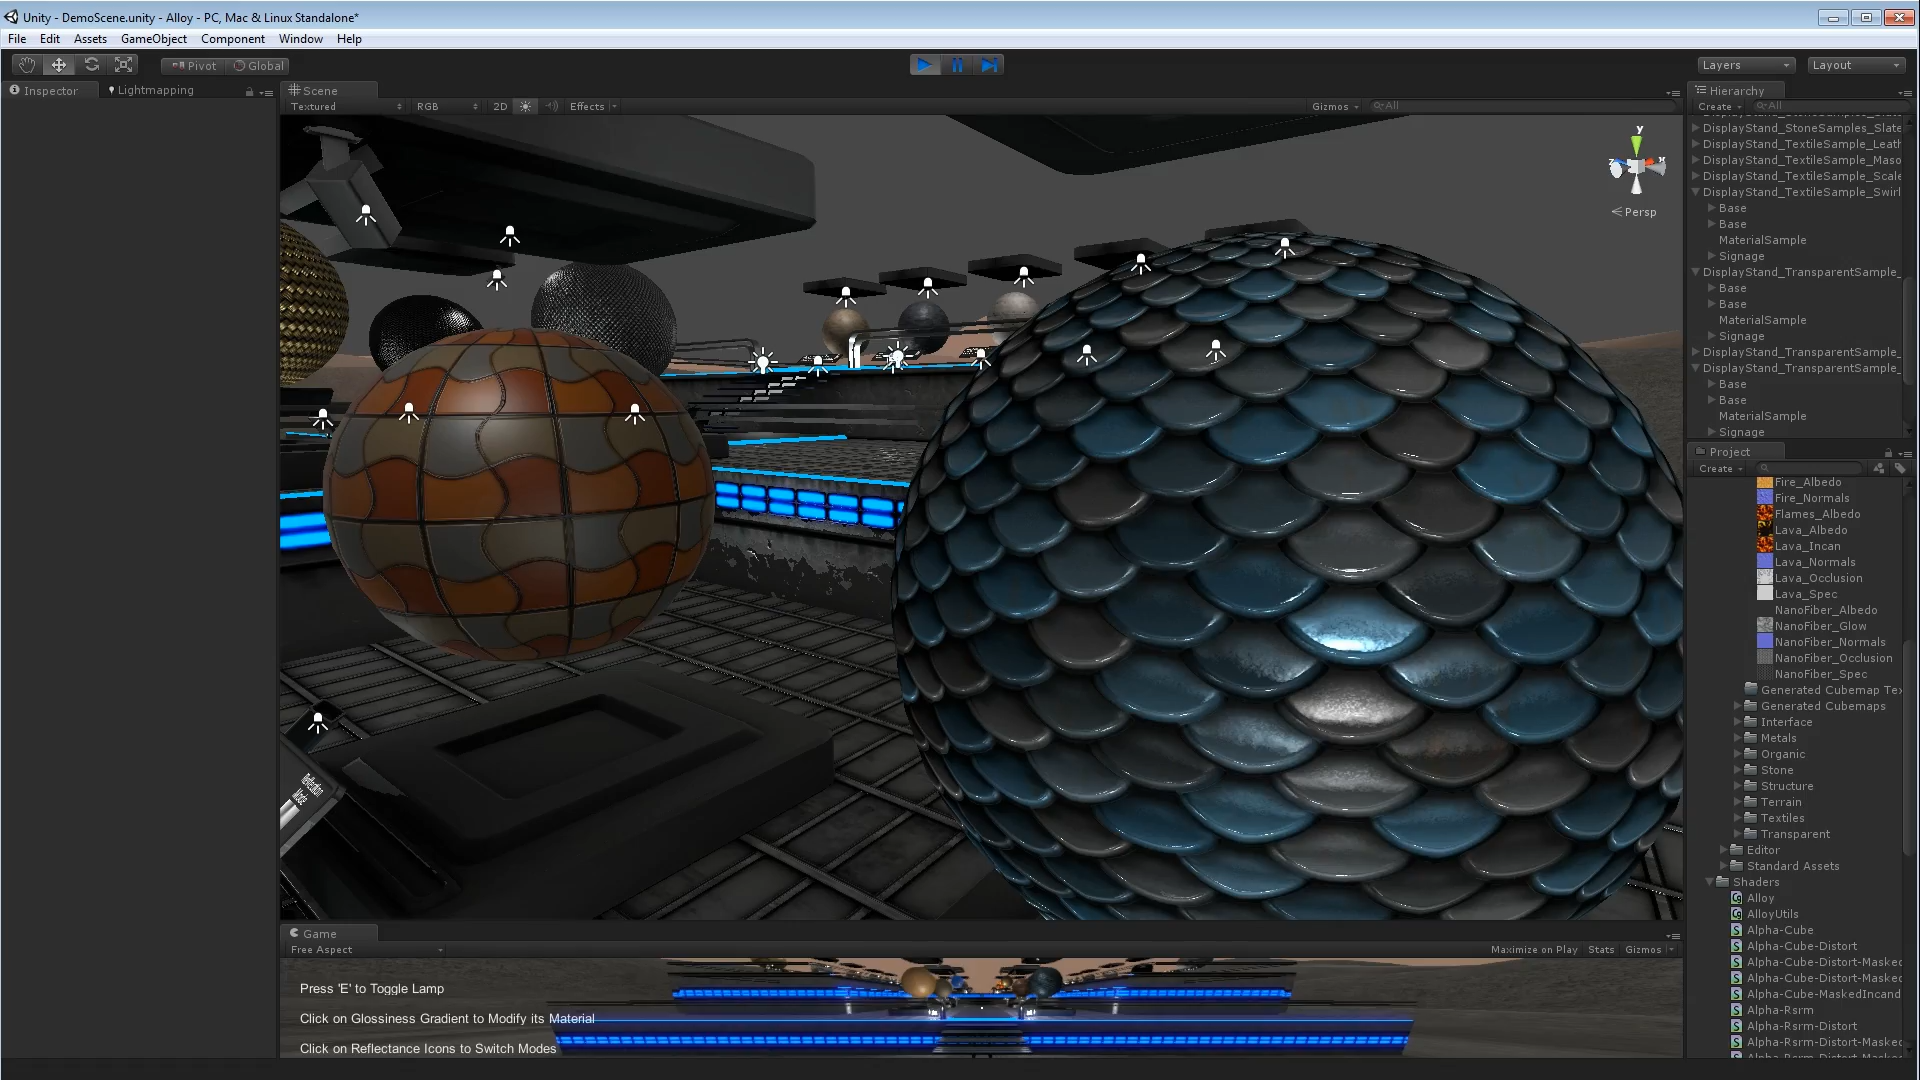 Unity - DemoScene.unity - Alloy - PC, Mac & Linux Standalone*
File Edit Assets GameObject Component Window Help
Pivot Global
Layers Layout
Inspector Lightmapping
Scene
Textured RGB 2D Effects Gizmos All
y
x
z
Persp
Reflection
Mode
Game
Free Aspect Maximize on Play Stats Gizmos
Press 'E' to Toggle Lamp
Click on Glossiness Gradient to Modify its Material
Click on Reflectance Icons to Switch Modes
Hierarchy
Create All
DisplayStand_StoneSamples_Slate
DisplayStand_TextileSample_Leath
DisplayStand_TextileSample_Maso
DisplayStand_TextileSample_Scale
DisplayStand_TextileSample_Swirl
Base
Base
MaterialSample
Signage
DisplayStand_TransparentSample_
Base
Base
MaterialSample
Signage
DisplayStand_TransparentSample_
DisplayStand_TransparentSample_
Base
Base
MaterialSample
Signage
Project
Create
Fire_Albedo
Fire_Normals
Flames_Albedo
Lava_Albedo
Lava_Incan
Lava_Normals
Lava_Occlusion
Lava_Spec
NanoFiber_Albedo
NanoFiber_Glow
NanoFiber_Normals
NanoFiber_Occlusion
NanoFiber_Spec
Generated Cubemap Tex
Generated Cubemaps
Interface
Metals
Organic
Stone
Structure
Terrain
Textiles
Transparent
Editor
Standard Assets
Shaders
Alloy
AlloyUtils
Alpha-Cube
Alpha-Cube-Distort
Alpha-Cube-Distort-Masked
Alpha-Cube-Distort-Masked
Alpha-Cube-MaskedIncand
Alpha-Rsrm
Alpha-Rsrm-Distort
Alpha-Rsrm-Distort-Masked